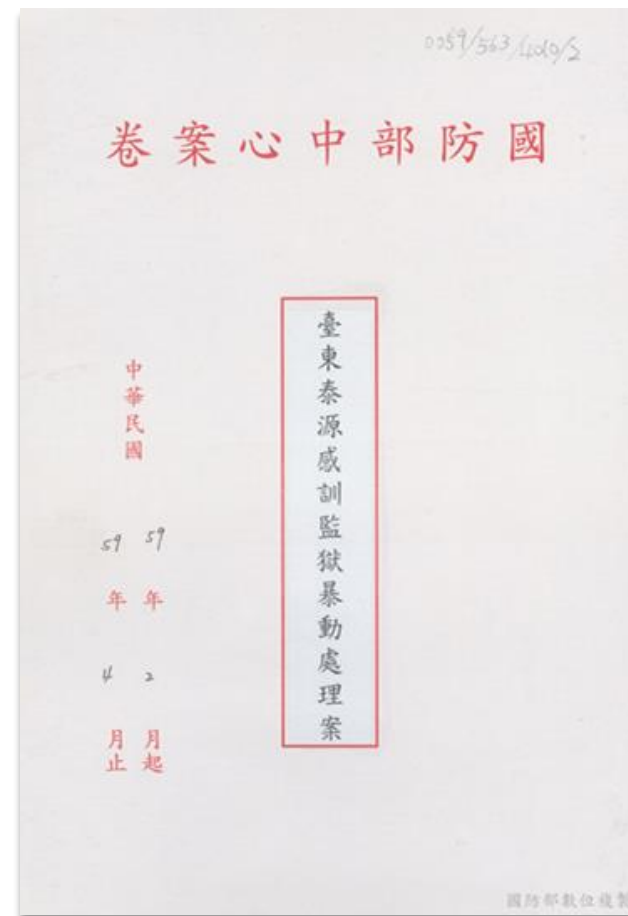 0059/563/4010/2
國防部中心案卷
臺東泰源感訓監獄暴動處理案
中華民國
59年2月起
59年4月止
國防部數位複製